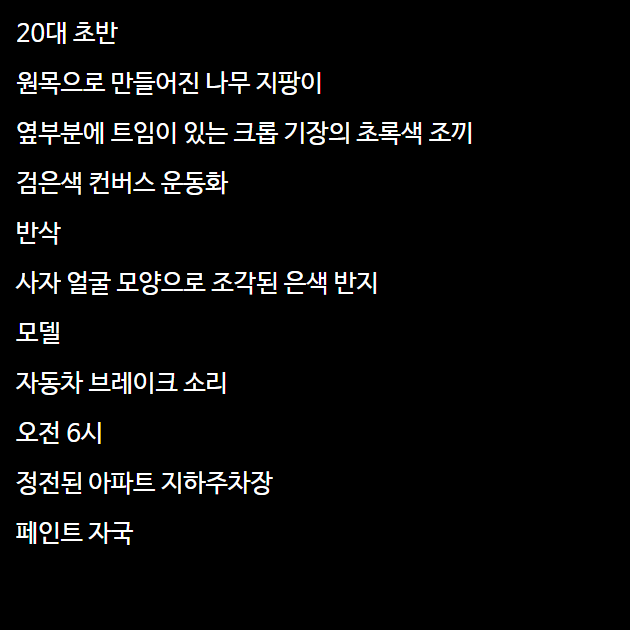 20대 초반
원목으로 만들어진 나무 지팡이
옆부분에 트임이 있는 크롭 기장의 초록색 조끼
검은색 컨버스 운동화
반삭
사자 얼굴 모양으로 조각된 은색 반지
모델
자동차 브레이크 소리
오전 6시
정전된 아파트 지하주차장
페인트 자국